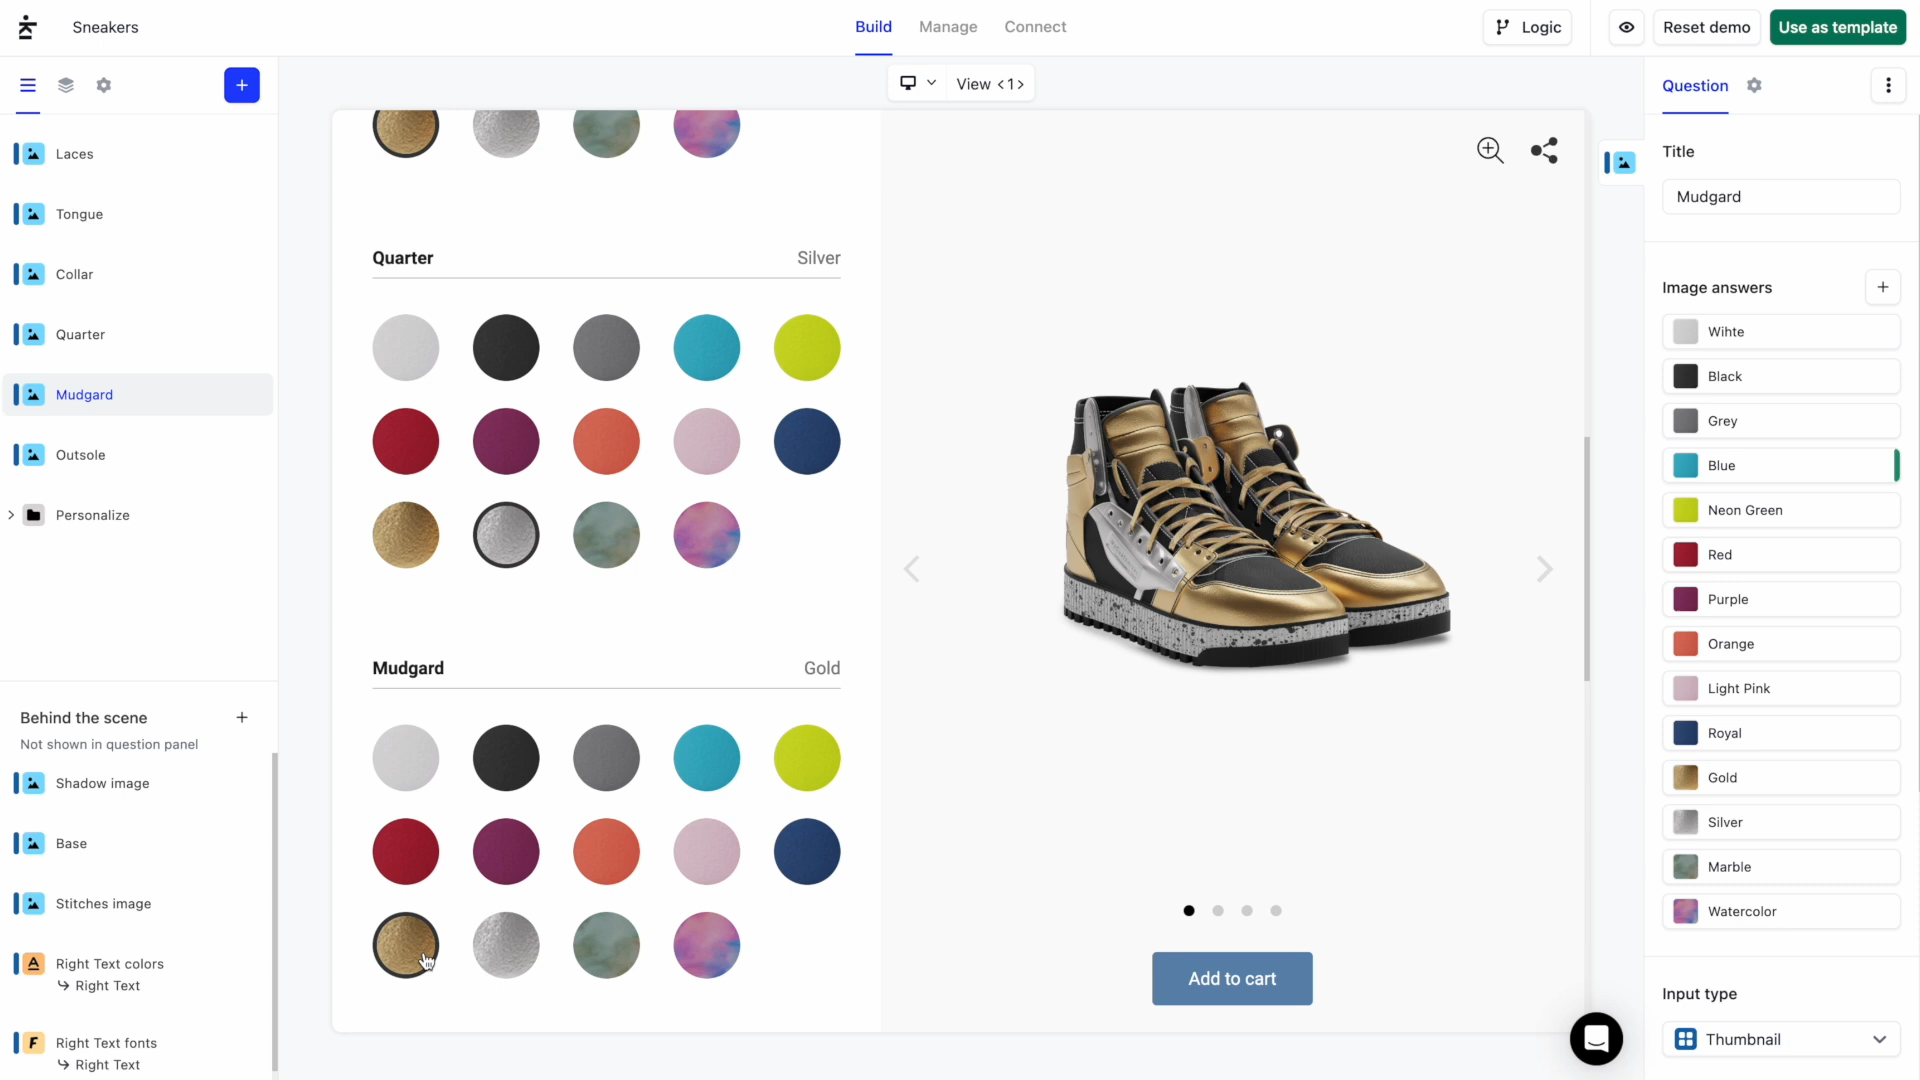 Sneakers
Build
Manage
Connect
Logic
Reset demo
Use as template
View <1>
Laces
Tongue
Collar
Quarter
Mudgard
Outsole
Personalize
Behind the scene
Not shown in question panel
Shadow image
Base
Stitches image
Right Text colors
Right Text
Right Text fonts
Right Text
Quarter
Silver
Mudgard
Gold
Add to cart
Question
Title
Mudgard
Image answers
Wihte
Black
Grey
Blue
Neon Green
Red
Purple
Orange
Light Pink
Royal
Gold
Silver
Marble
Watercolor
Input type
Thumbnail